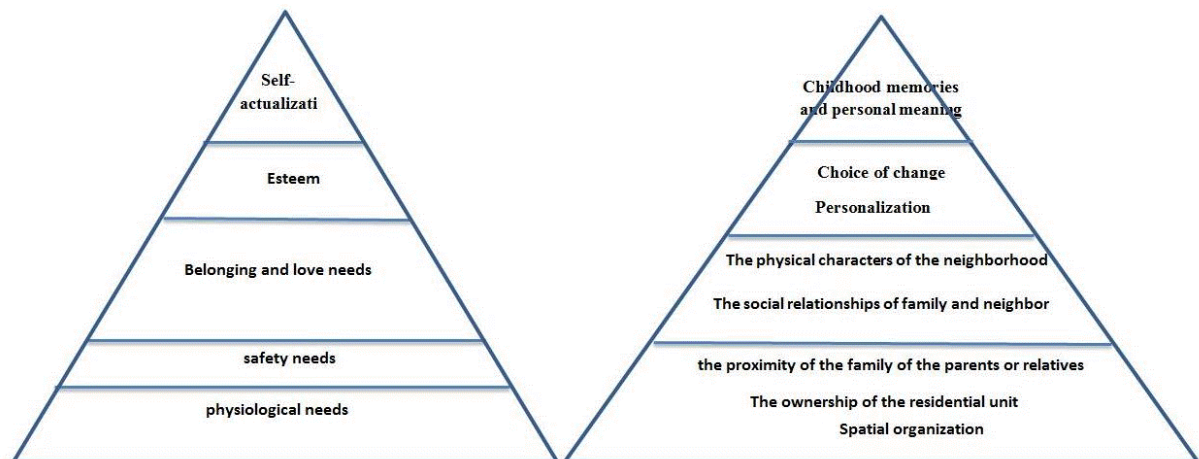 Self-
actualizati
Esteem
Belonging and love needs
safety needs
physiological needs
Childhood memories
and personal meaning
Choice of change
Personalization
The physical characters of the neighborhood
The social relationships of family and neighbor
the proximity of the family of the parents or relatives
The ownership of the residential unit
Spatial organization